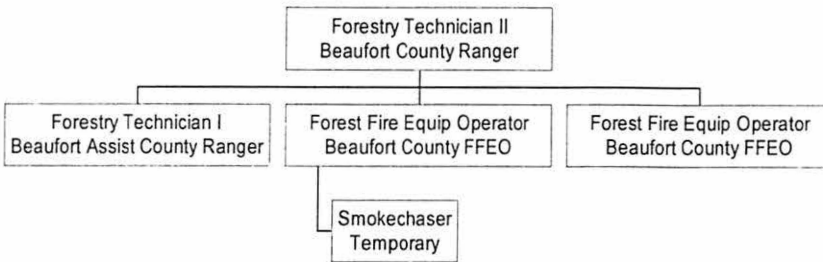 Forestry Technician II
Beaufort County Ranger
Forestry Technician I
Beaufort Assist County Ranger
Forest Fire Equip Operator
Beaufort County FFEO
Forest Fire Equip Operator
Beaufort County FFEO
Smokechaser
Temporary